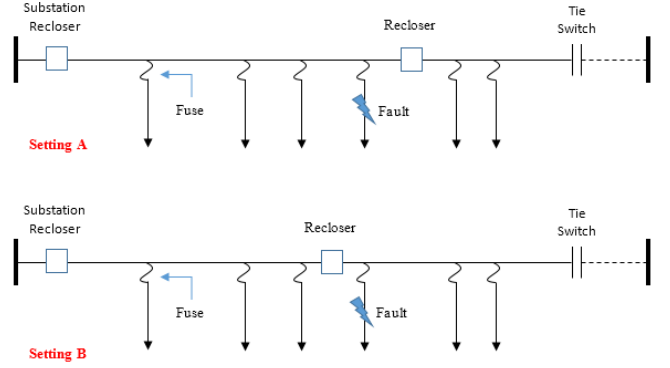 Substation
Recloser
Recloser
Tie
Switch
Fuse
Fault
Setting A
Substation
Recloser
Recloser
Tie
Switch
Fuse
Fault
Setting B